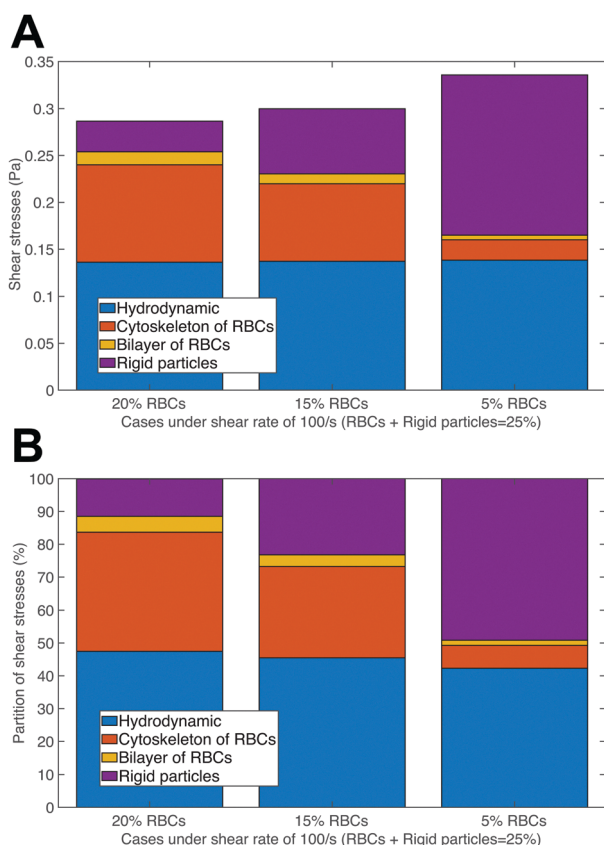 A
0.35
0.3
0.25
0.2
0.15
0.1
0.05
0
Shear stresses (Pa)
Hydrodynamic
Cytoskeleton of RBCs
Bilayer of RBCs
Rigid particles
20% RBCs
15% RBCs
5% RBCs
Cases under shear rate of 100/s (RBCs + Rigid particles=25%)
B
100
90
80
70
60
50
40
30
20
10
0
Partition of shear stresses (%)
Hydrodynamic
Cytoskeleton of RBCs
Bilayer of RBCs
Rigid particles
20% RBCs
15% RBCs
5% RBCs
Cases under shear rate of 100/s (RBCs + Rigid particles=25%)